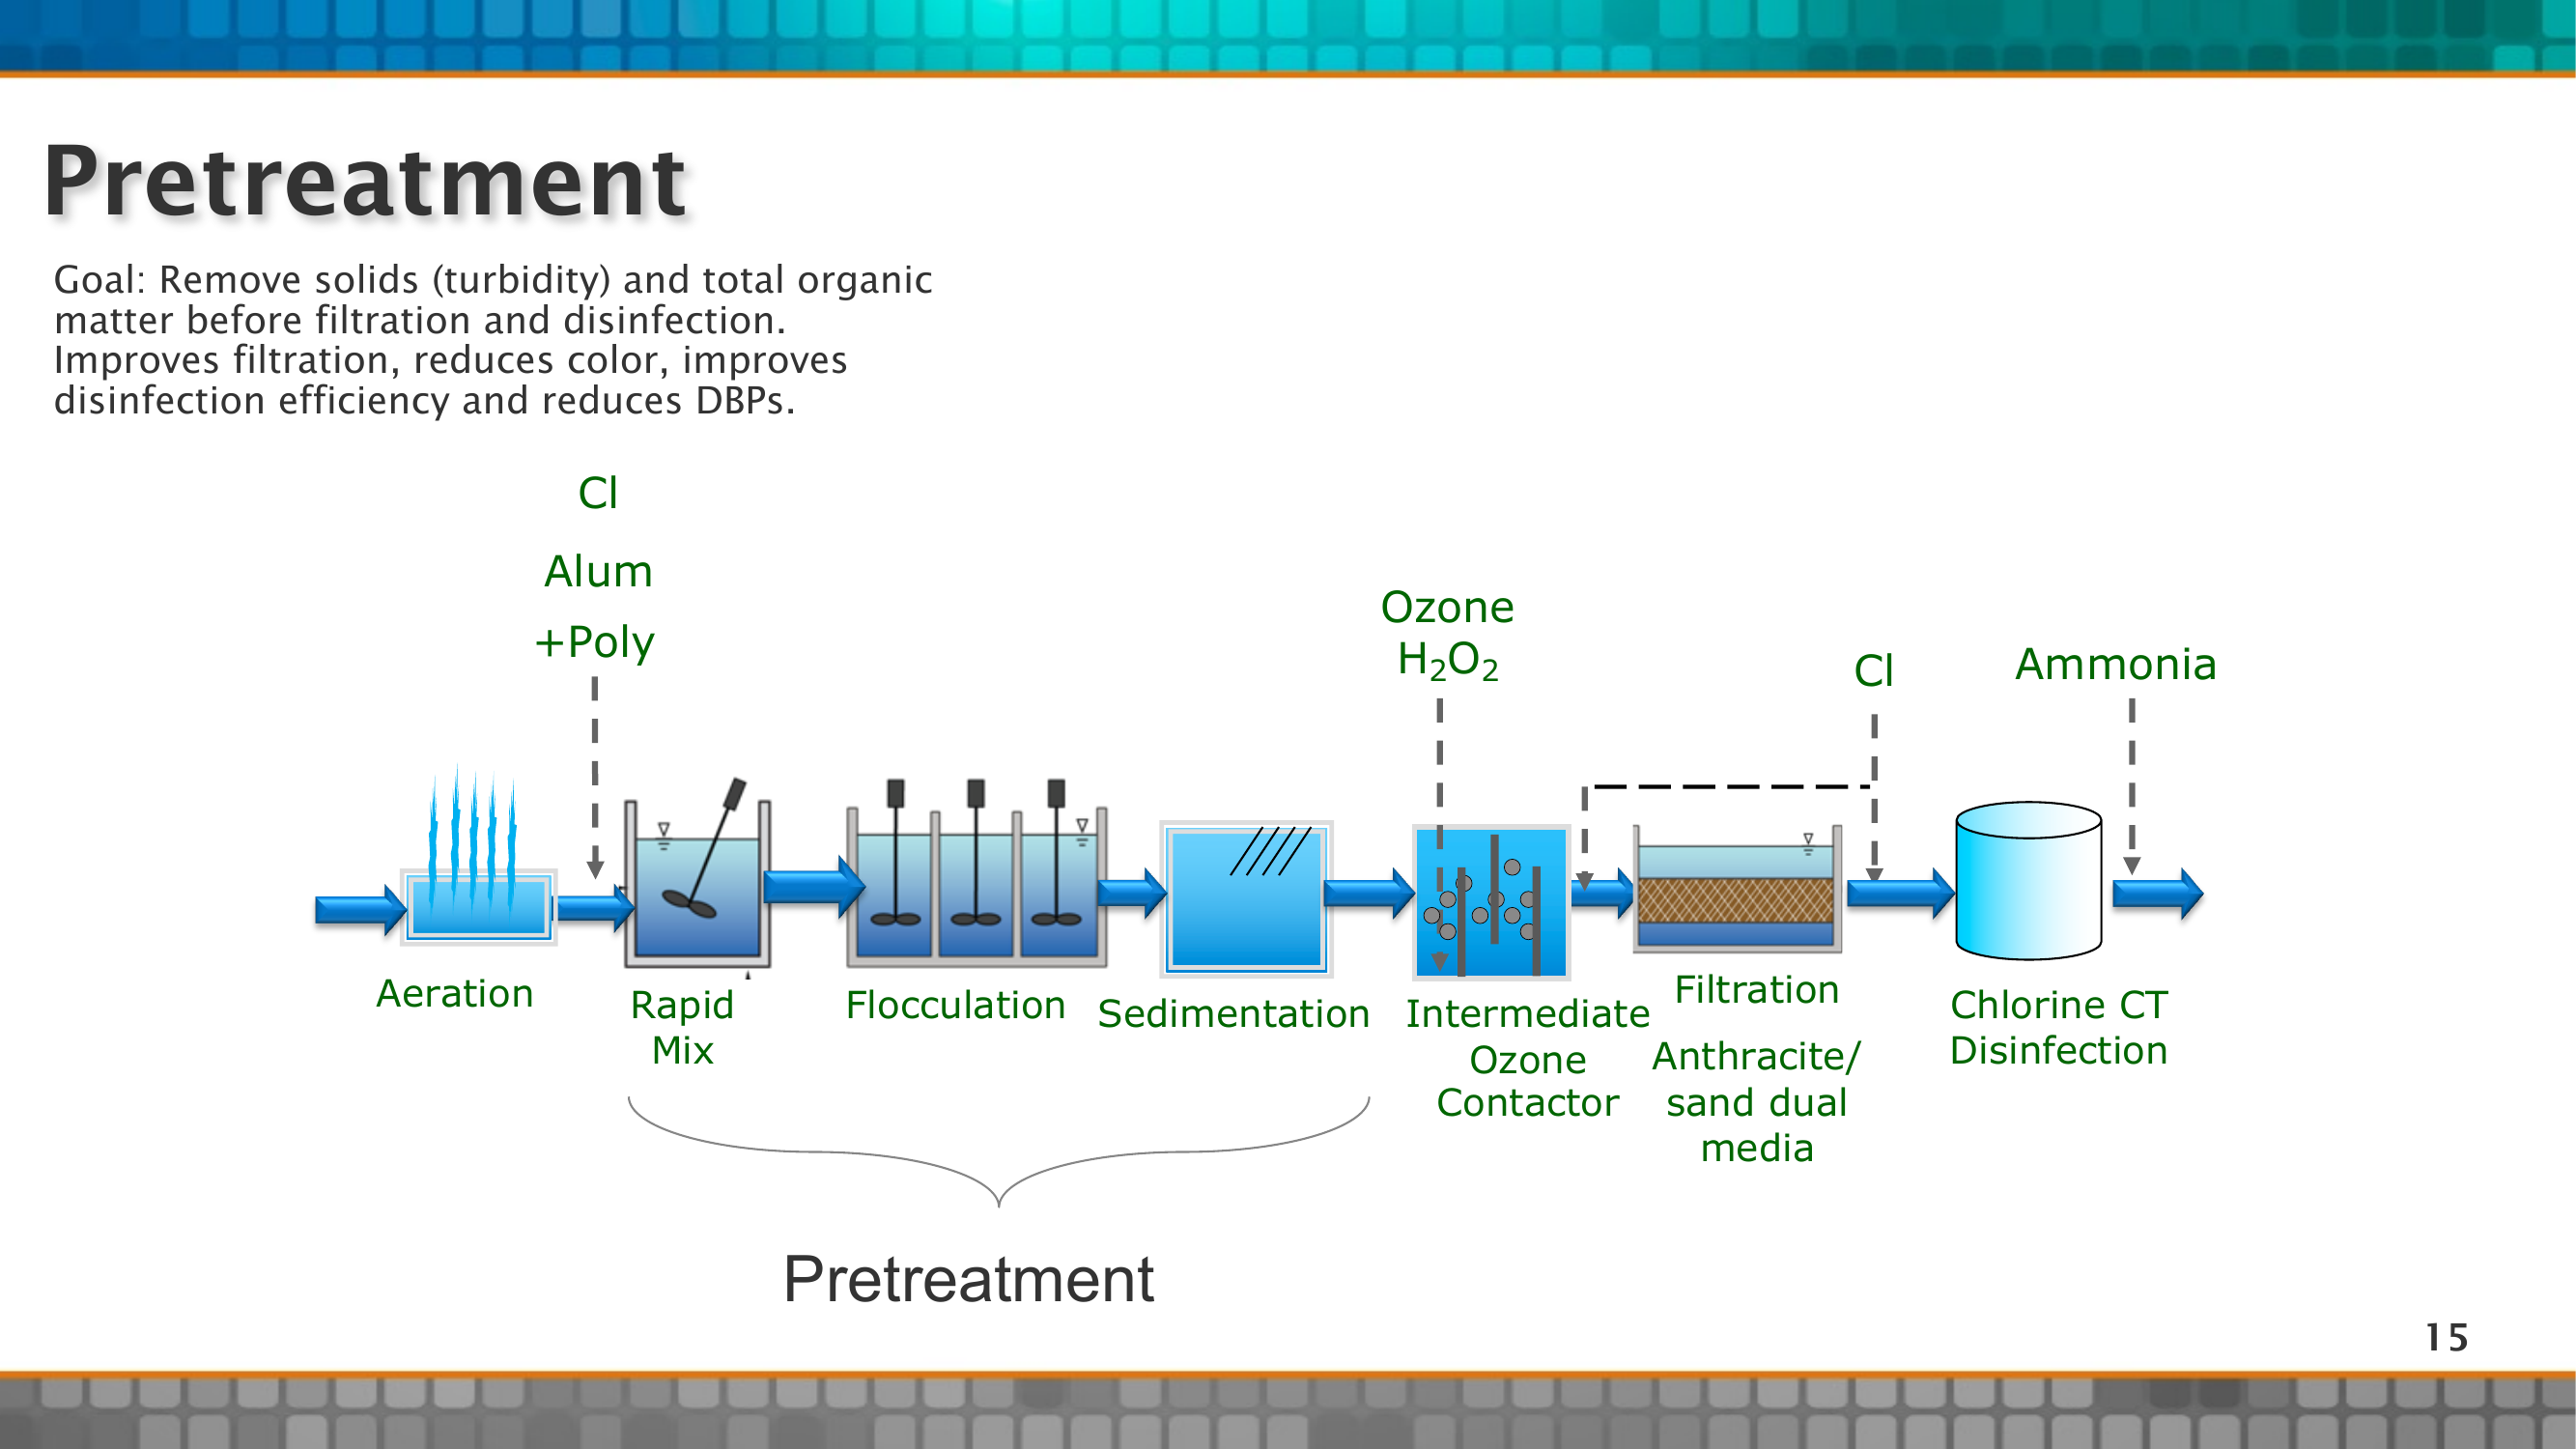 Pretreatment
Goal: Remove solids (turbidity) and total organic
matter before filtration and disinfection.
Improves filtration, reduces color, improves
disinfection efficiency and reduces DBPs.
Cl
Alum
+Poly
Ozone
H₂O₂
Cl
Ammonia
Aeration
Rapid
Mix
Flocculation
Sedimentation
Intermediate
Ozone
Contactor
Filtration
Anthracite/
sand dual
media
Chlorine CT
Disinfection
Pretreatment
15